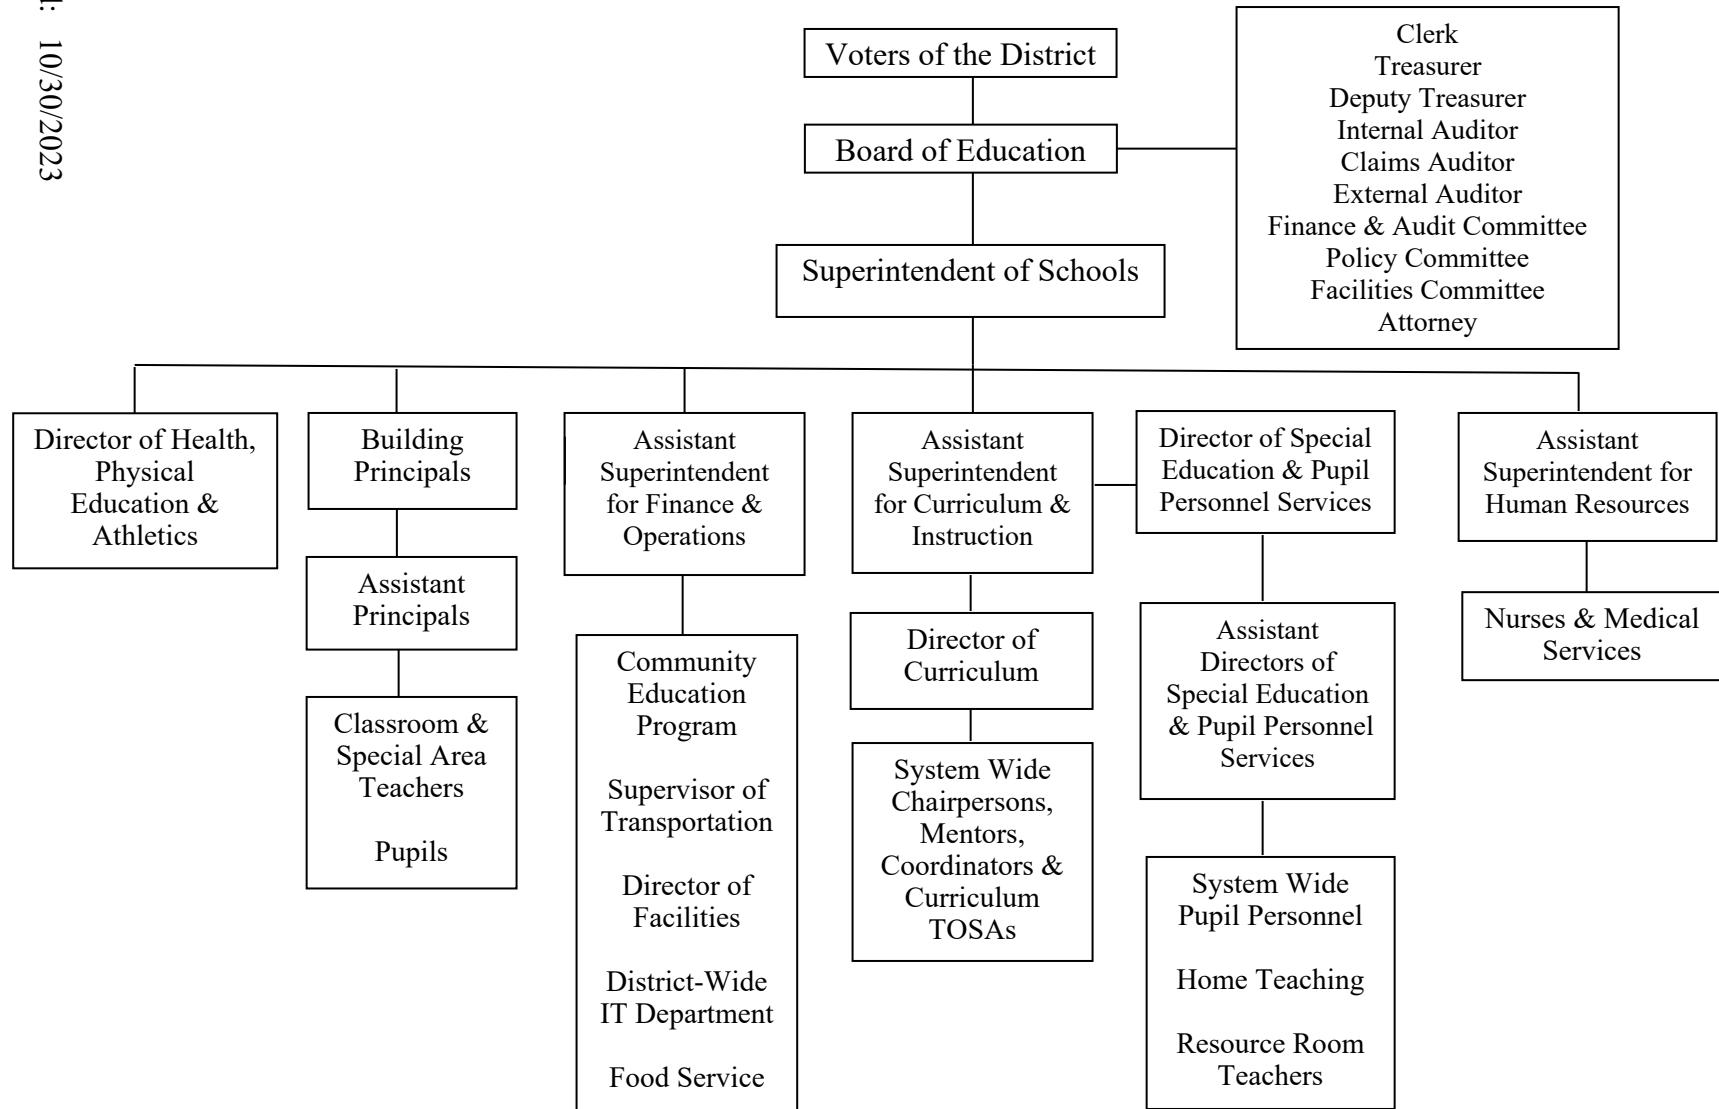 10/30/2023
Voters of the District
Board of Education
Superintendent of Schools
Clerk
Treasurer
Deputy Treasurer
Internal Auditor
Claims Auditor
External Auditor
Finance & Audit Committee
Policy Committee
Facilities Committee
Attorney
Director of Health,
Physical
Education &
Athletics
Building
Principals
Assistant
Principals
Classroom &
Special Area
Teachers
Pupils
Assistant
Superintendent
for Finance &
Operations
Community
Education
Program
Supervisor of
Transportation
Director of
Facilities
District-Wide
IT Department
Food Service
Assistant
Superintendent
for Curriculum &
Instruction
Director of
Curriculum
System Wide
Chairpersons,
Mentors,
Coordinators &
Curriculum
TOSAs
Director of Special
Education & Pupil
Personnel Services
Assistant
Directors of
Special Education
& Pupil Personnel
Services
System Wide
Pupil Personnel
Home Teaching
Resource Room
Teachers
Assistant
Superintendent for
Human Resources
Nurses & Medical
Services